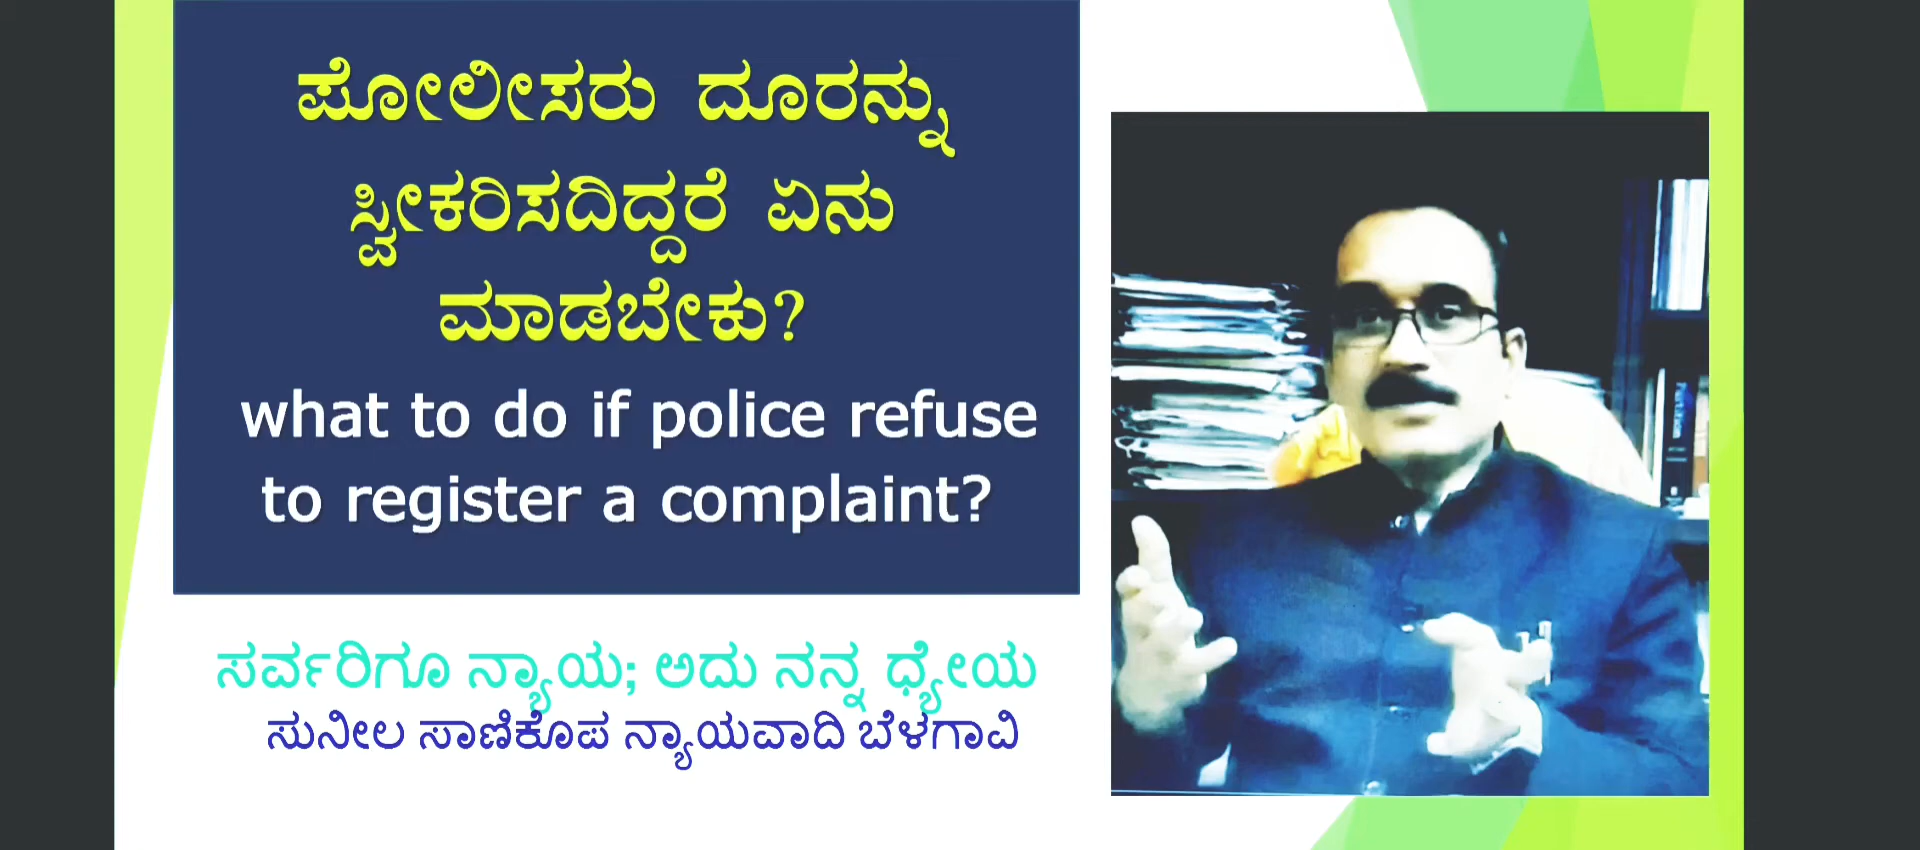 ಪೋಲೀಸರು ದೂರನ್ನು
ಸ್ವೀಕರಿಸದಿದ್ದರೆ ಏನು
ಮಾಡಬೇಕು?
what to do if police refuse
to register a complaint?
ಸರ್ವರಿಗೂ ನ್ಯಾಯ; ಅದು ನನ್ನ ಧ್ಯೇಯ
ಸುನೀಲ ಸಾಣಿಕೊಪ ನ್ಯಾಯವಾದಿ ಬೆಳಗಾವಿ